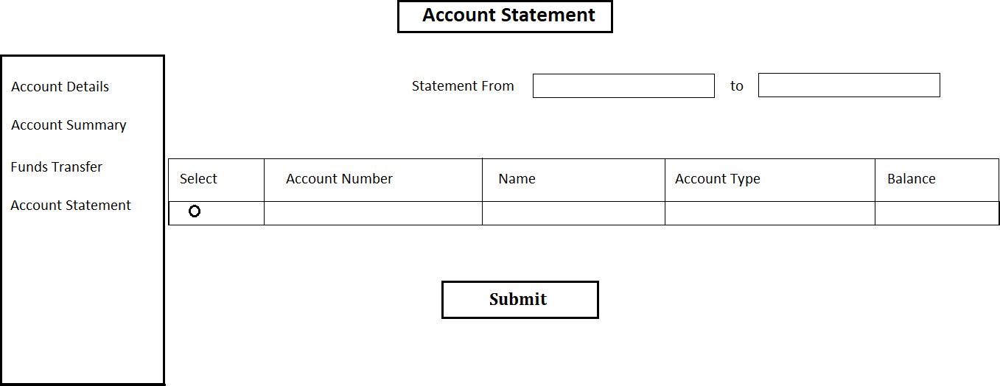 Account Statement
Account Details
Account Summary
Funds Transfer
Account Statement
Statement From to
Select Account Number Name Account Type Balance
Submit